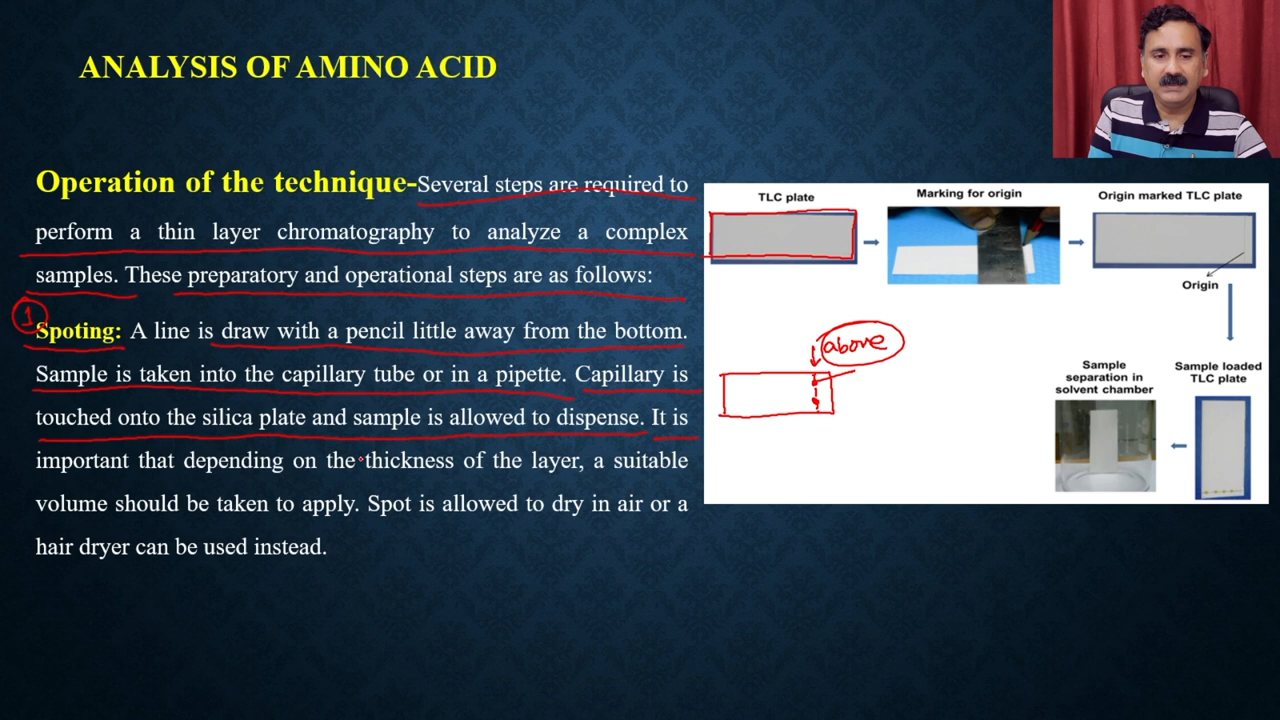 ANALYSIS OF AMINO ACID
Operation of the technique-Several steps are required to
perform a thin layer chromatography to analyze a complex
samples. These preparatory and operational steps are as follows:
1
Spoting: A line is draw with a pencil little away from the bottom.
Sample is taken into the capillary tube or in a pipette. Capillary is
touched onto the silica plate and sample is allowed to dispense. It is
important that depending on the thickness of the layer, a suitable
volume should be taken to apply. Spot is allowed to dry in air or a
hair dryer can be used instead.
TLC plate
Marking for origin
Origin marked TLC plate
Origin
above
Sample
separation in
solvent chamber
Sample loaded
TLC plate